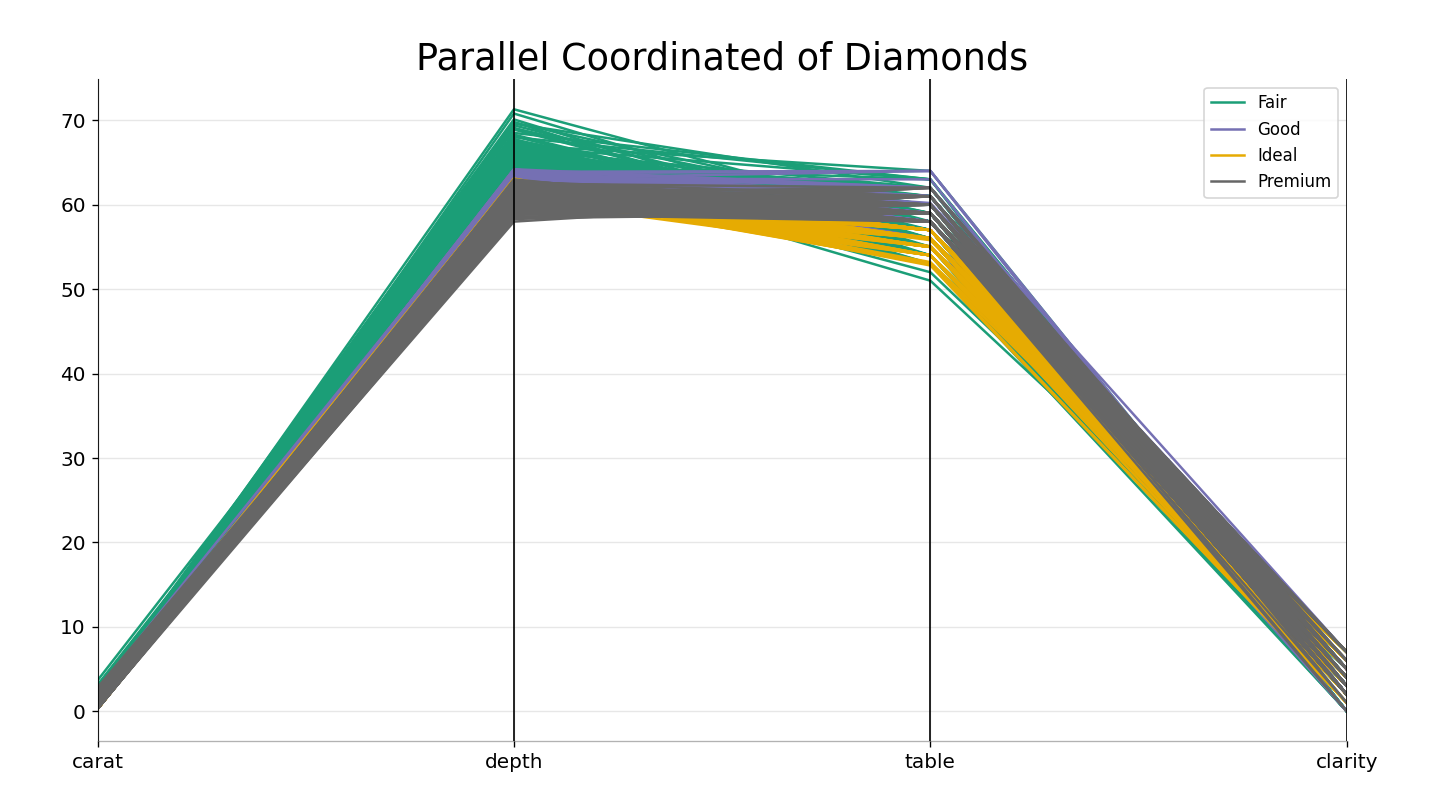 Parallel Coordinated of Diamonds
Fair
Good
Ideal
Premium
70
60
50
40
30
20
10
0
carat depth table clarity